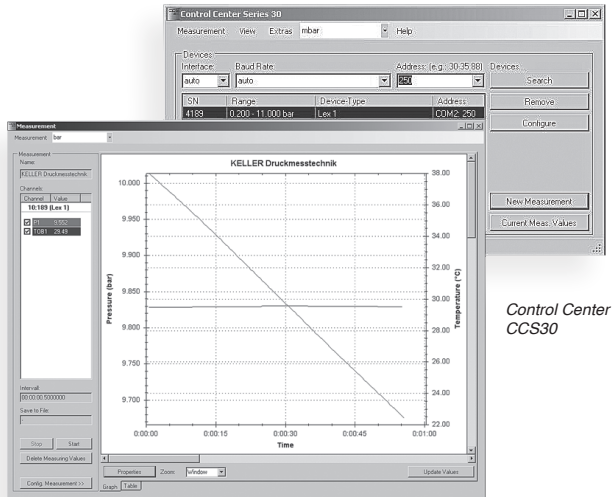 Control Center Series 30
Measurement View Extras mbar Help
Devices:
Interface: Baud Rate: Address: (e.g.: 30-35;88) Devices:
auto auto 250 Search
SN Range Device-Type Address
4189 0.200 - 11.000 bar Lex 1 COM2: 250
Remove
Configure
New Measurement
Current Meas. Values
Measurement
Measurement bar
Measurement
Name:
KELLER Druckmesstechnik
Channels:
Channel Value
10:189 (Lex 1)
P1
TOB1 29.49
Intervall:
00:00:00.5000000
Save to File:
Stop Start
Delete Measuring Values
Config. Measurement >>
KELLER Druckmesstechnik
Pressure (bar)
10.000
9.950
9.900
9.850
9.800
9.750
9.700
38.00
36.00
34.00
32.00
30.00
28.00
26.00
24.00
22.00
Temperature (°C)
0:00:00 0:00:15 0:00:30 0:00:45 0:01:00
Time
Properties Zoom: Window Update Values
Graph Table
Control Center
CCS30